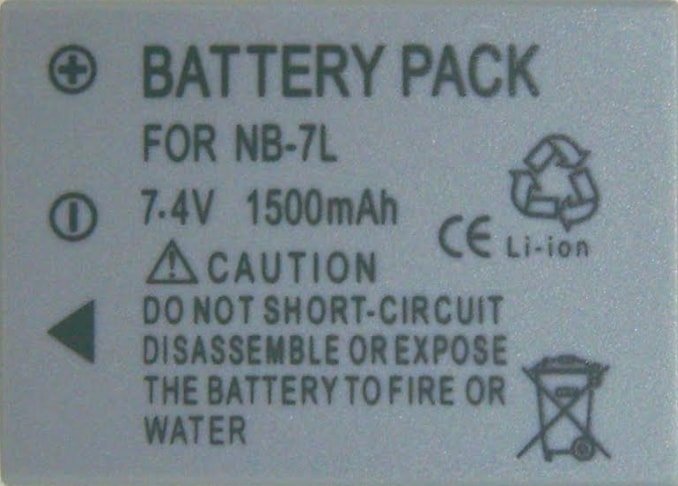 BATTERY PACK
FOR NB-7L
7.4V 1500mAh
CE Li-ion
CAUTION
DO NOT SHORT-CIRCUIT
DISASSEMBLE OR EXPOSE
THE BATTERY TO FIRE OR
WATER